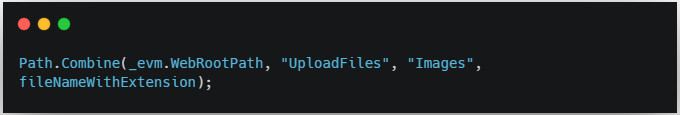 Path.Combine(_evm.WebRootPath, "UploadFiles", "Images",
fileNameWithExtension);